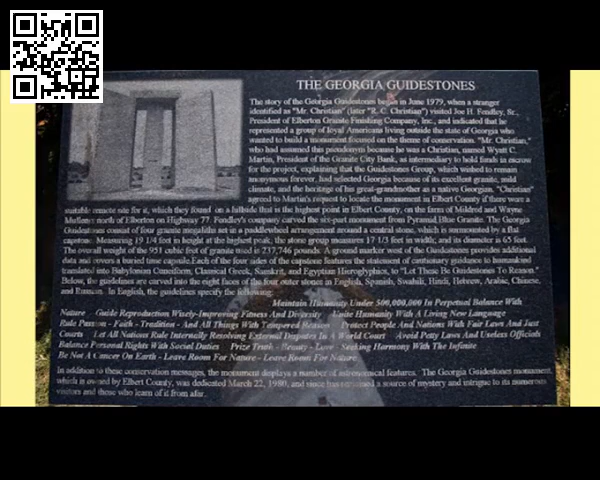 THE GEORGIA GUIDESTONES
The story of the Georgia Guidestones began in June 1979, when a stranger
identified as "Mr. Christian" (later "R. C. Christian") visited Joe H. Fendley, Sr.,
President of Elberton Granite Finishing Company, Inc., and indicated that he
represented a group of loyal Americans living outside the state of Georgia who
wanted to build a monument focused on the theme of conservation. "Mr. Christian,"
who had assumed this pseudonym because he was a Christian, named Wyatt C.
Martin, President of the Granite City Bank, as intermediary to hold funds in escrow
for the project, explaining that the Guidestones Group, which wished to remain
anonymous forever, had selected Georgia because of its excellent granite, mild
climate, and the heritage of his great-grandmother as a native Georgian. "Christian"
agreed to Martin's request to locate the monument in Elbert County if there were a
suitable remote site for it, which they found on a hillside that is the highest point in Elbert County, on the farm of Mildred and Wayne
Mullenix north of Elberton on Highway 77. Fendley's company carved the six-part monument from Pyramid Blue Granite. The Georgia
Guidestones consist of four granite megaliths set in a paddlewheel arrangement around a central stone, which is surmounted by a flat
capstone. Measuring 19 1/4 feet in height at the highest peak, the stone group measures 17 1/3 feet in width; and its diameter is 65 feet.
The overall weight of the 951 cubic feet of granite used is 237,746 pounds. A ground marker west of the Guidestones provides additional
data and covers a buried time capsule. Each of the four sides of the capstone features the statement of cautionary guidance to humankind
translated into Babylonian Cuneiform, Classical Greek, Sanskrit, and Egyptian Hieroglyphics, to "Let These Be Guidestones To Reason."
Below, the guidelines are carved into the eight faces of the four outer stones in English, Spanish, Swahili, Hindi, Hebrew, Arabic, Chinese,
and Russian. In English, the guidelines specify the following:
Maintain Humanity Under 500,000,000 In Perpetual Balance With
Nature Guide Reproduction Wisely-Improving Fitness And Diversity Unite Humanity With A Living New Language
Rule Passion - Faith - Tradition - And All Things With Tempered Reason Protect People And Nations With Fair Laws And Just
Courts Let All Nations Rule Internally Resolving External Disputes In A World Court Avoid Petty Laws And Useless Officials
Balance Personal Rights With Social Duties Prize Truth - Beauty - Love Seeking Harmony With The Infinite
Be Not A Cancer On Earth - Leave Room For Nature - Leave Room For Nature
In addition to these conservation messages, the monument displays a number of astronomical features. The Georgia Guidestones monument,
which is owned by Elbert County, was dedicated March 22, 1980, and since has remained a source of mystery and intrigue to its numerous
visitors and those who learn of it from afar.